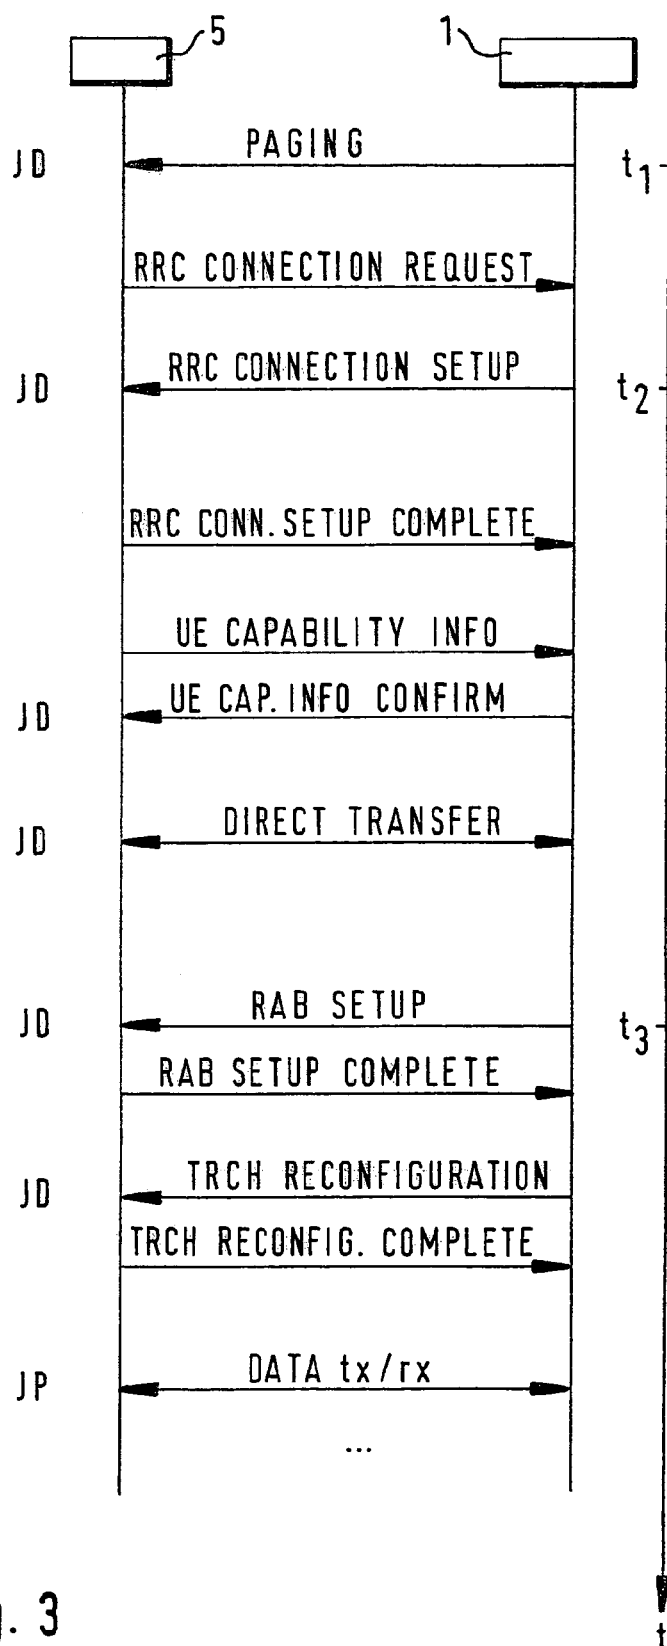 5 1
JD PAGING t1
RRC CONNECTION REQUEST
JD RRC CONNECTION SETUP t2
RRC CONN. SETUP COMPLETE
UE CAPABILITY INFO
JD UE CAP. INFO CONFIRM
JD DIRECT TRANSFER
JD RAB SETUP t3
RAB SETUP COMPLETE
JD TRCH RECONFIGURATION
TRCH RECONFIG. COMPLETE
JP DATA tx/rx
...
. 3
t